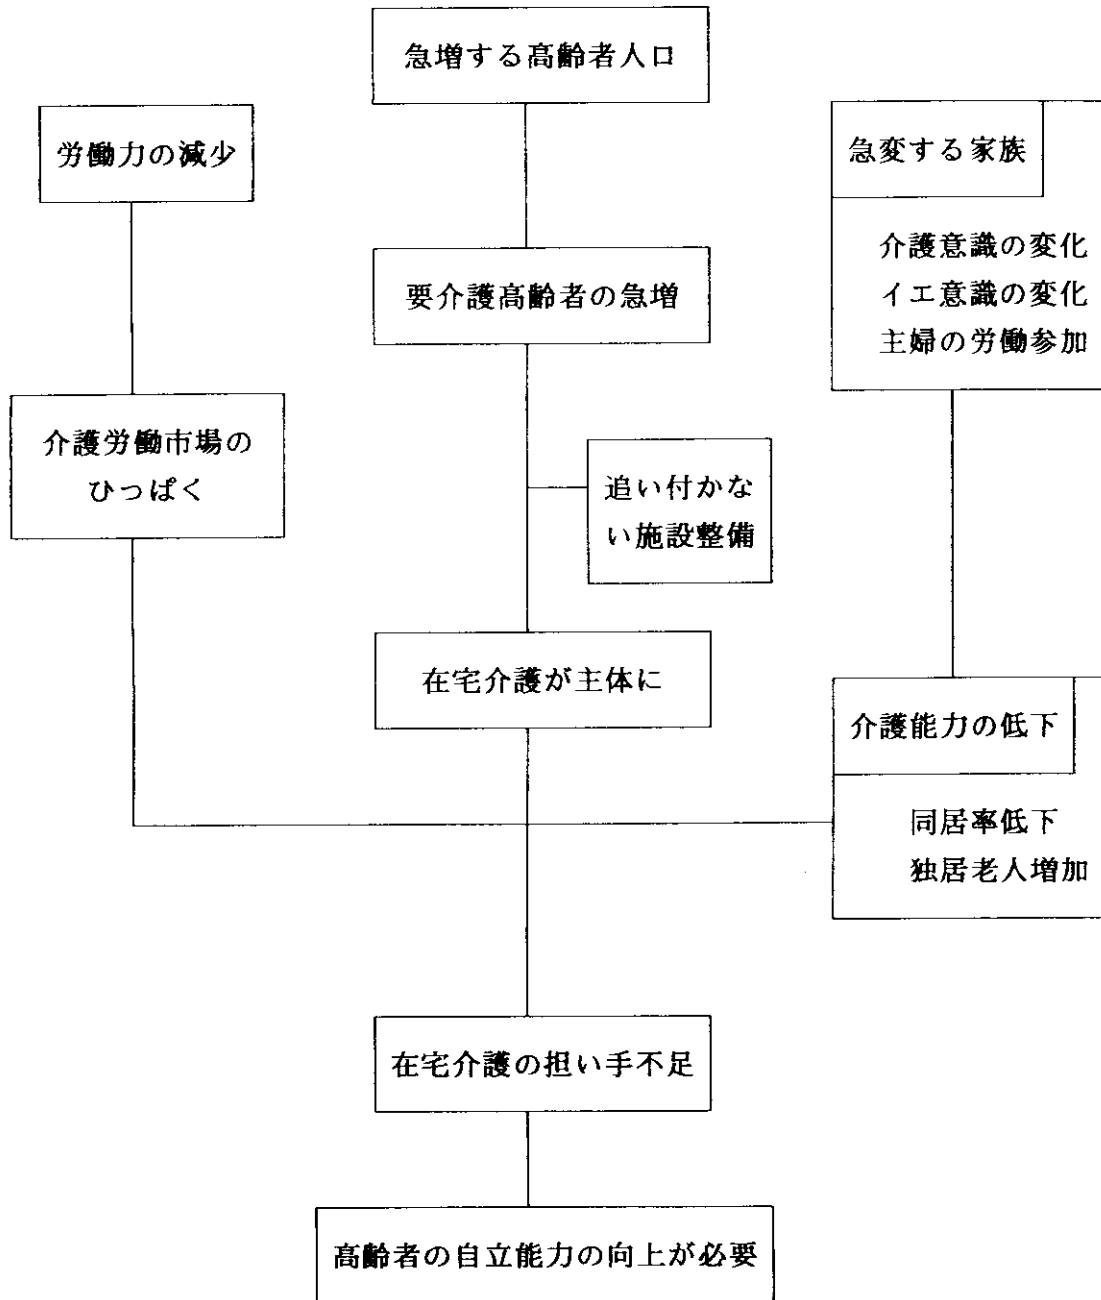 急増する高齢者人口
労働力の減少
急変する家族
介護意識の変化
イエ意識の変化
主婦の労働参加
要介護高齢者の急増
介護労働市場の
ひっぱく
追い付かな
い施設整備
在宅介護が主体に
介護能力の低下
同居率低下
独居老人増加
在宅介護の担い手不足
高齢者の自立能力の向上が必要